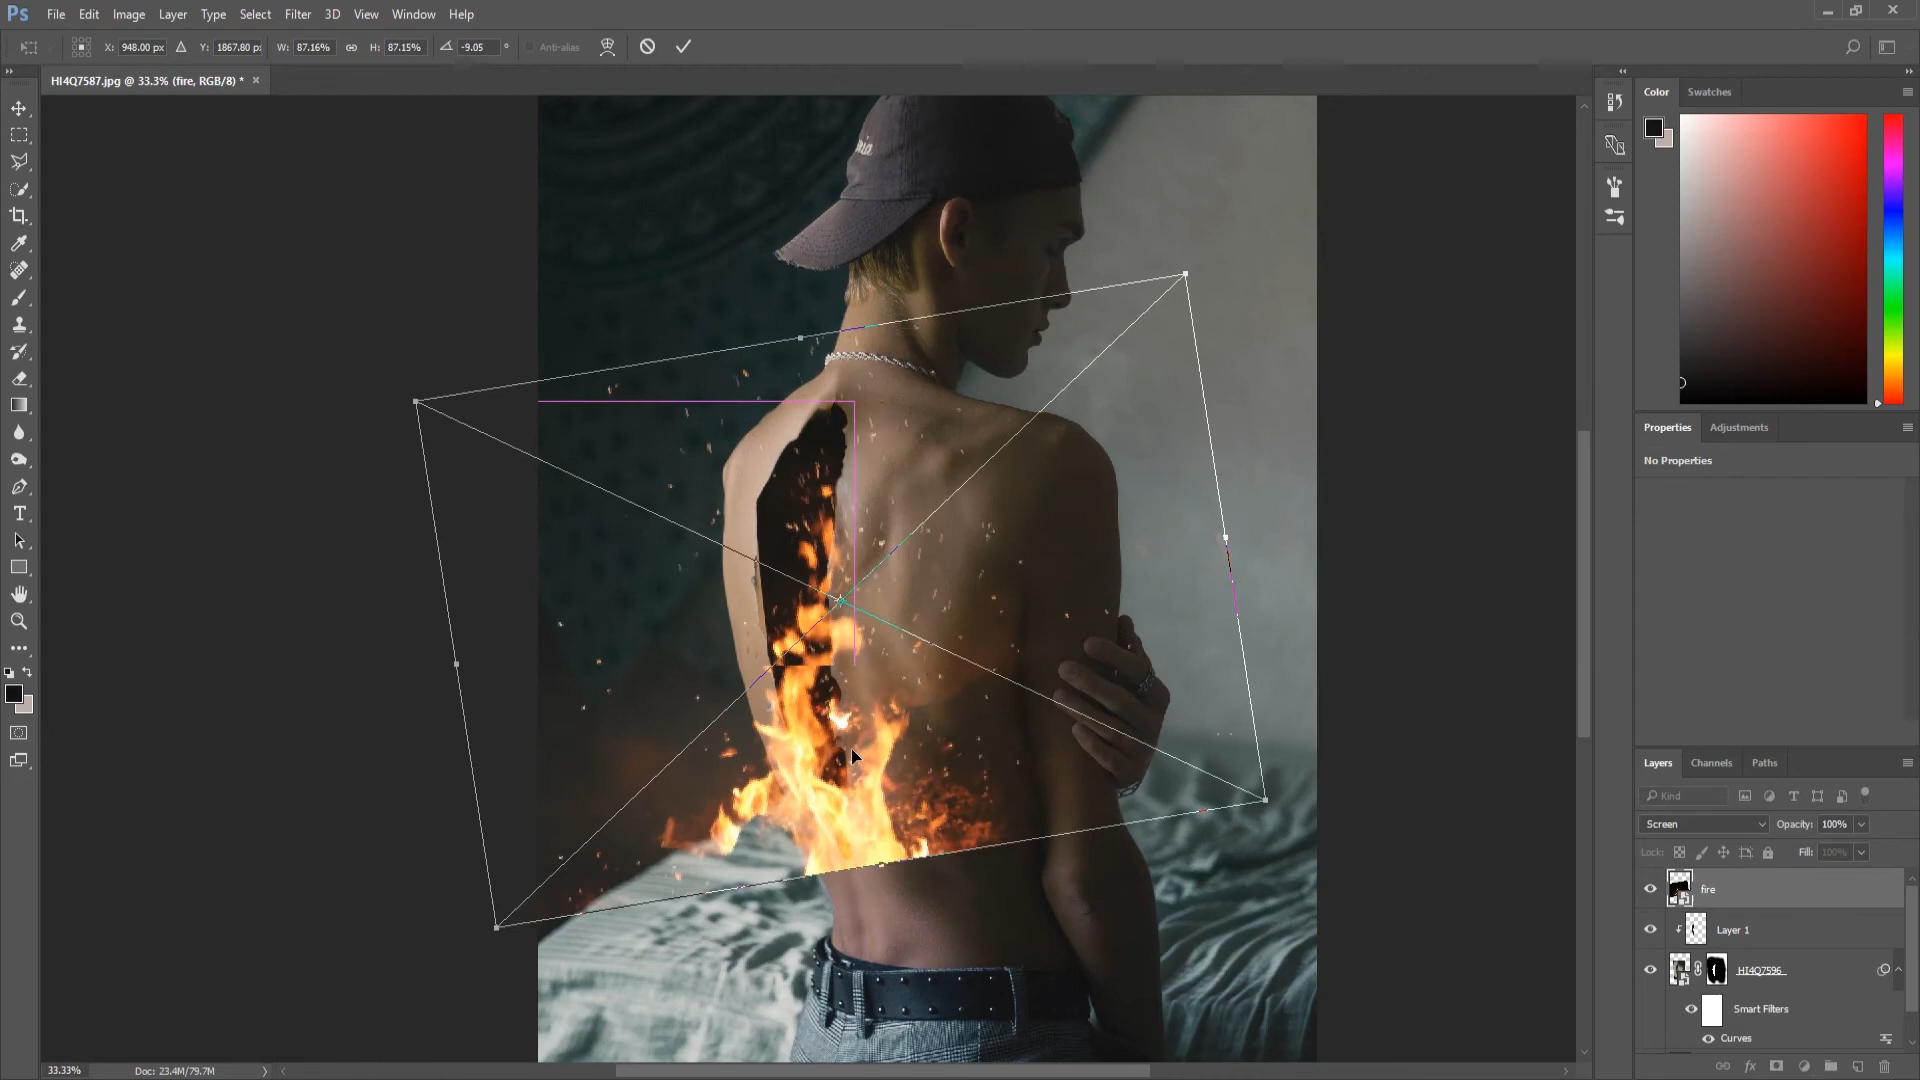 Ps File Edit Image Layer Type Select Filter 3D View Window Help
X: 948.00 px Y: 1867.80 px W: 87.16% H: 87.15% -9.05 ° Anti-alias
HI4Q7587.jpg @ 33.3% (fire, RGB/8) * ×
Color Swatches
Properties Adjustments
No Properties
Layers Channels Paths
Kind
Screen Opacity: 100%
Lock: Fill: 100%
fire
Layer 1
HI4Q7596
Smart Filters
Curves
33.33% Doc: 23.4M/79.7M